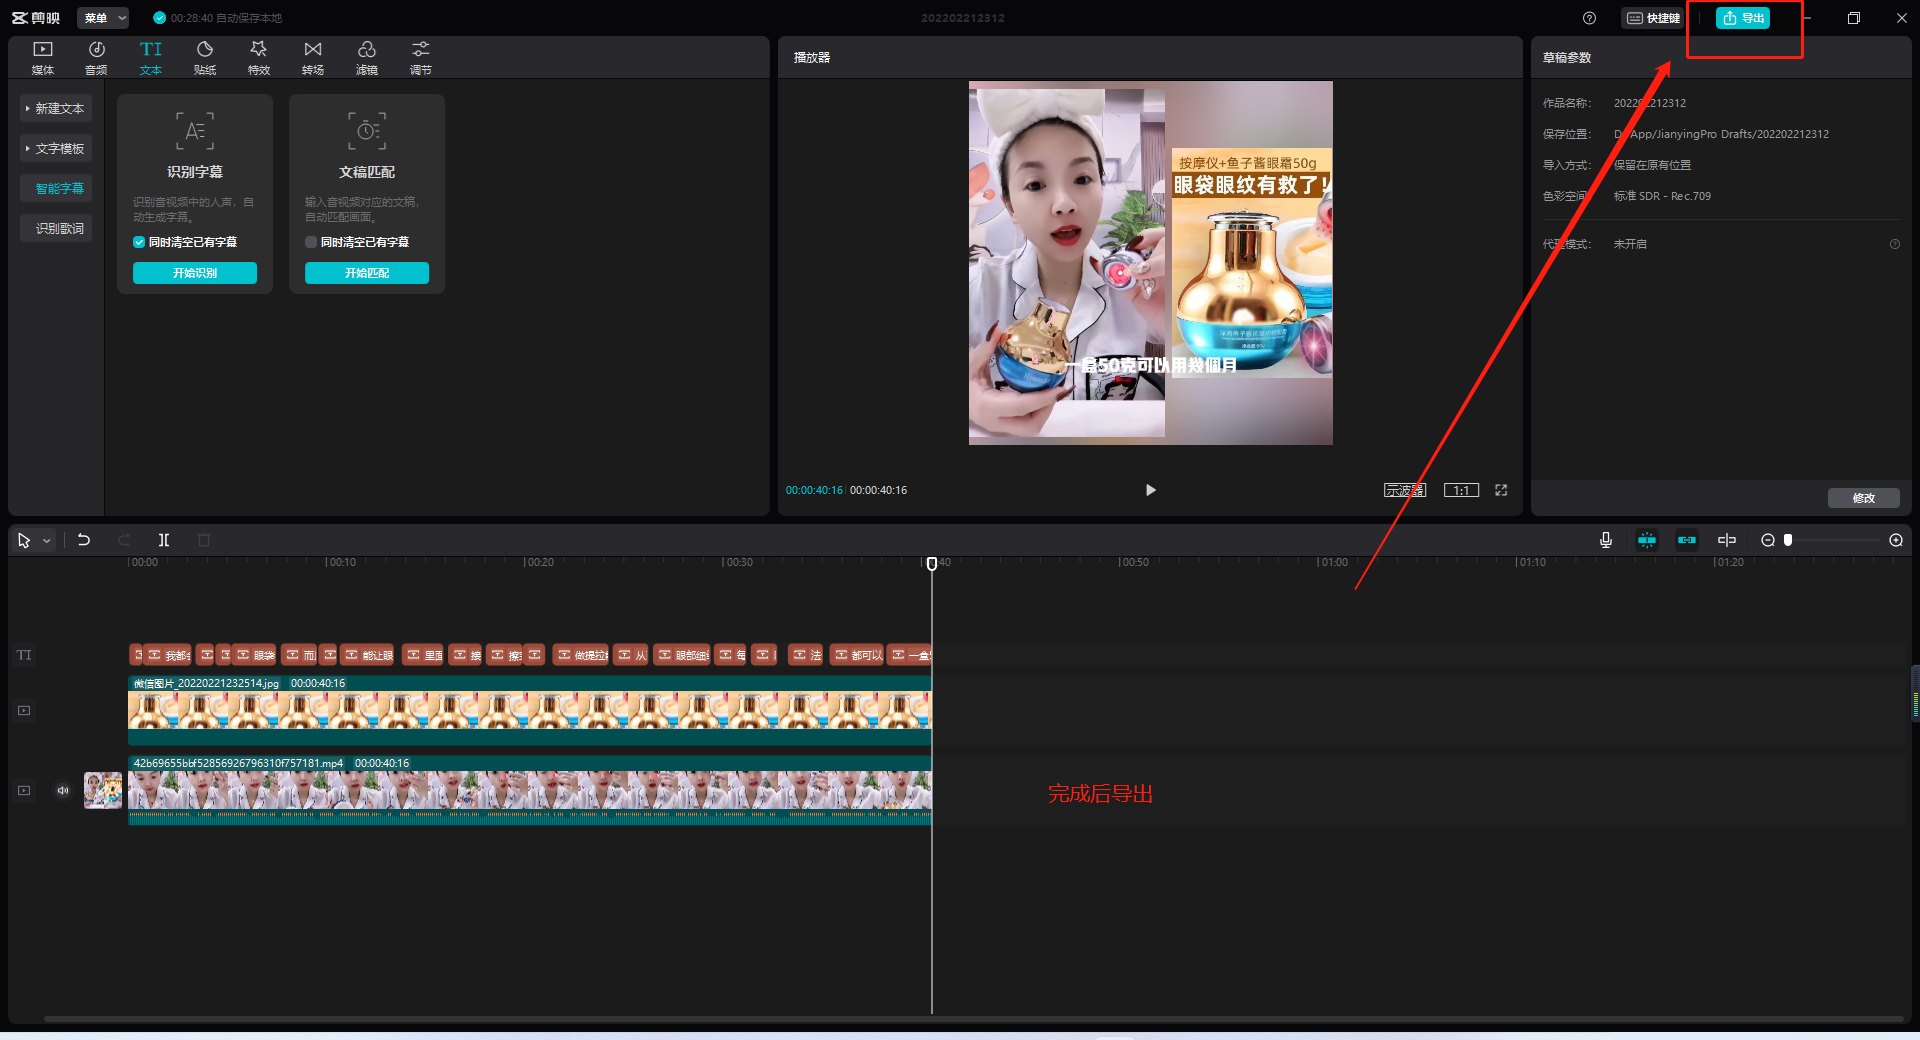 剪映
菜单
00:28:40 自动保存本地
202202212312
快捷键
导出
媒体
音频
文本
贴纸
特效
转场
滤镜
调节
新建文本
文字模板
智能字幕
识别歌词
识别字幕
识别音视频中的人声，自
动生成字幕。
同时清空已有字幕
开始识别
文稿匹配
输入音视频对应的文稿，
自动匹配画面。
同时清空已有字幕
开始匹配
播放器
按摩仪+鱼子酱眼霜50g
眼袋眼纹有救了!
一盒50克可以用幾個月
00:00:40:16
00:00:40:16
示波器
1:1
草稿参数
作品名称：
202202212312
保存位置：
D:/App/JianyingPro Drafts/202202212312
导入方式：
保留在原有位置
色彩空间：
标准 SDR - Rec.709
代理模式：
未开启
修改
00:00
00:10
00:20
00:30
00:40
00:50
01:00
01:10
01:20
TI
我都
眼袋
而
能让眼
里面
接
擦
做提拉
从
眼部细
每
法
都可以
一盒
微信图片_20220221232514.jpg 00:00:40:16
42b69655bbf52856926796310f757181.mp4 00:00:40:16
完成后导出